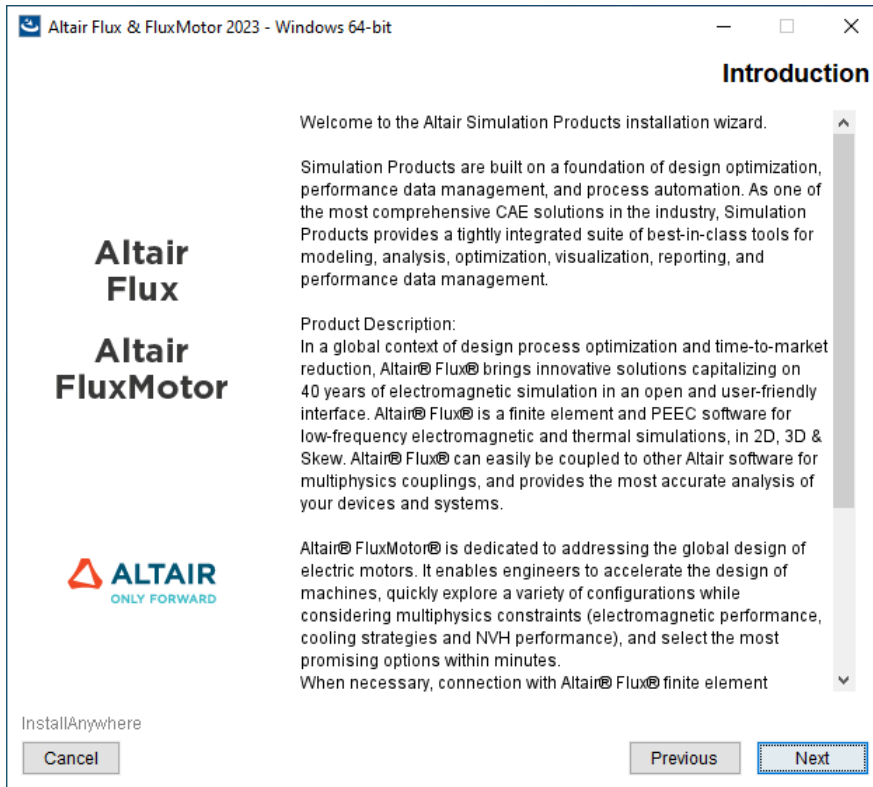 Altair Flux & FluxMotor 2023 - Windows 64-bit
Introduction
Welcome to the Altair Simulation Products installation wizard.
Simulation Products are built on a foundation of design optimization,
performance data management, and process automation. As one of
the most comprehensive CAE solutions in the industry, Simulation
Products provides a tightly integrated suite of best-in-class tools for
modeling, analysis, optimization, visualization, reporting, and
performance data management.
Product Description:
In a global context of design process optimization and time-to-market
reduction, Altair® Flux® brings innovative solutions capitalizing on
40 years of electromagnetic simulation in an open and user-friendly
interface. Altair® Flux® is a finite element and PEEC software for
low-frequency electromagnetic and thermal simulations, in 2D, 3D &
Skew. Altair® Flux® can easily be coupled to other Altair software for
multiphysics couplings, and provides the most accurate analysis of
your devices and systems.
Altair® FluxMotor® is dedicated to addressing the global design of
electric motors. It enables engineers to accelerate the design of
machines, quickly explore a variety of configurations while
considering multiphysics constraints (electromagnetic performance,
cooling strategies and NVH performance), and select the most
promising options within minutes.
When necessary, connection with Altair® Flux® finite element
Altair
Flux
Altair
FluxMotor
ALTAIR
ONLY FORWARD
InstallAnywhere
Cancel
Previous
Next